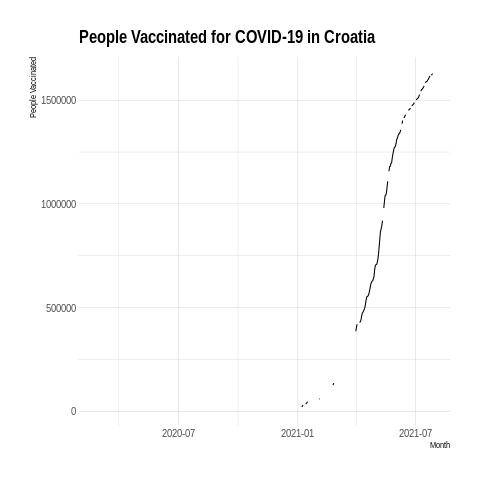 People Vaccinated for COVID-19 in Croatia
People Vaccinated
1500000
1000000
500000
0
2020-07 2021-01 2021-07
Month